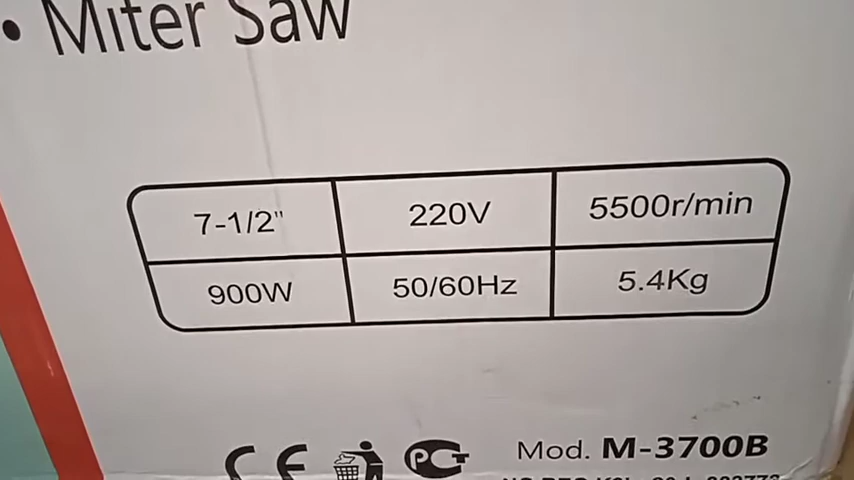 • Miter Saw
7-1/2" 220V 5500r/min
900W 50/60Hz 5.4Kg
CE PCT Mod. M-3700B